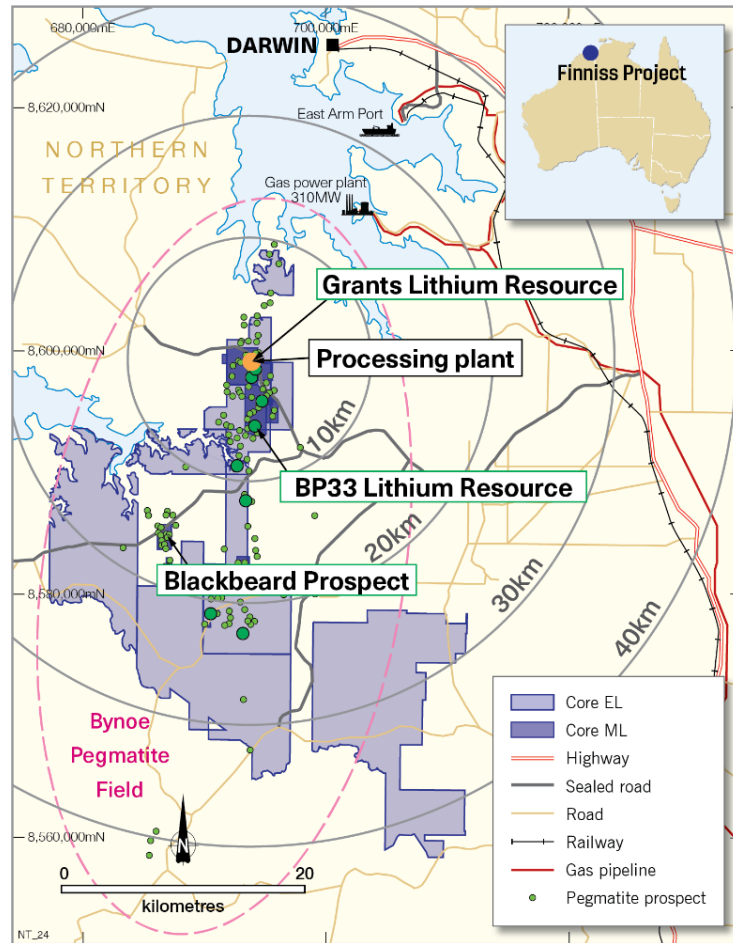 680,000mE
700,000mE
720,000mE
DARWIN
Finniss Project
8,620,000mN
East Arm Port
NORTHERN
TERRITORY
Gas power plant
310MW
Grants Lithium Resource
8,600,000mN
Processing plant
10km
BP33 Lithium Resource
20km
30km
40km
Blackbeard Prospect
8,580,000mN
Bynoe
Pegmatite
Field
8,560,000mN
N
0 20
kilometres
Core EL
Core ML
Highway
Sealed road
Road
Railway
Gas pipeline
Pegmatite prospect
NT_24